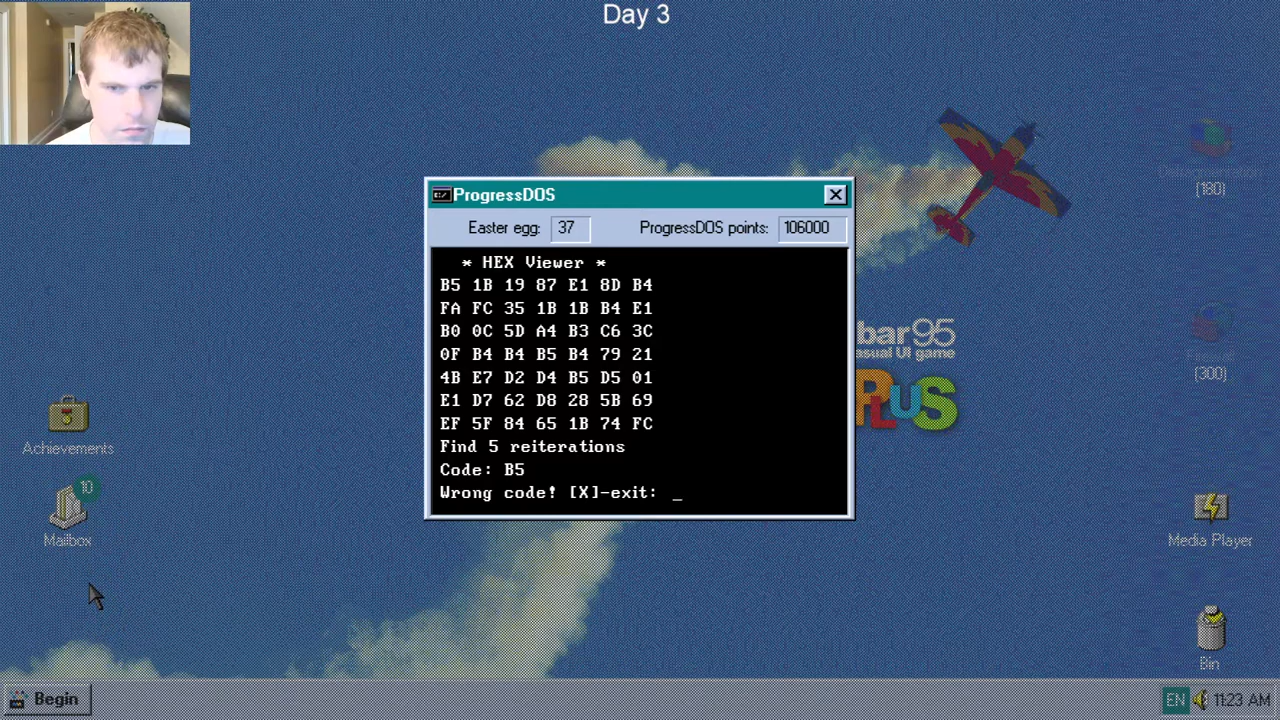 Day 3
ProgressDOS
Easter egg: 37 ProgressDOS points: 106000
* HEX Viewer *
B5 1B 19 87 E1 8D B4
FA FC 35 1B 1B B4 E1
B0 0C 5D A4 B3 C6 3C
0F B4 B4 B5 B4 79 21
4B E7 D2 D4 B5 D5 01
E1 D7 62 D8 28 5B 69
EF 5F 84 65 1B 74 FC
Find 5 reiterations
Code: B5
Wrong code! [X]-exit: _
(180)
bar95
asual UI game
PLUS
(300)
Achievements
10
Mailbox
Media Player
Bin
Begin
EN 11:23 AM